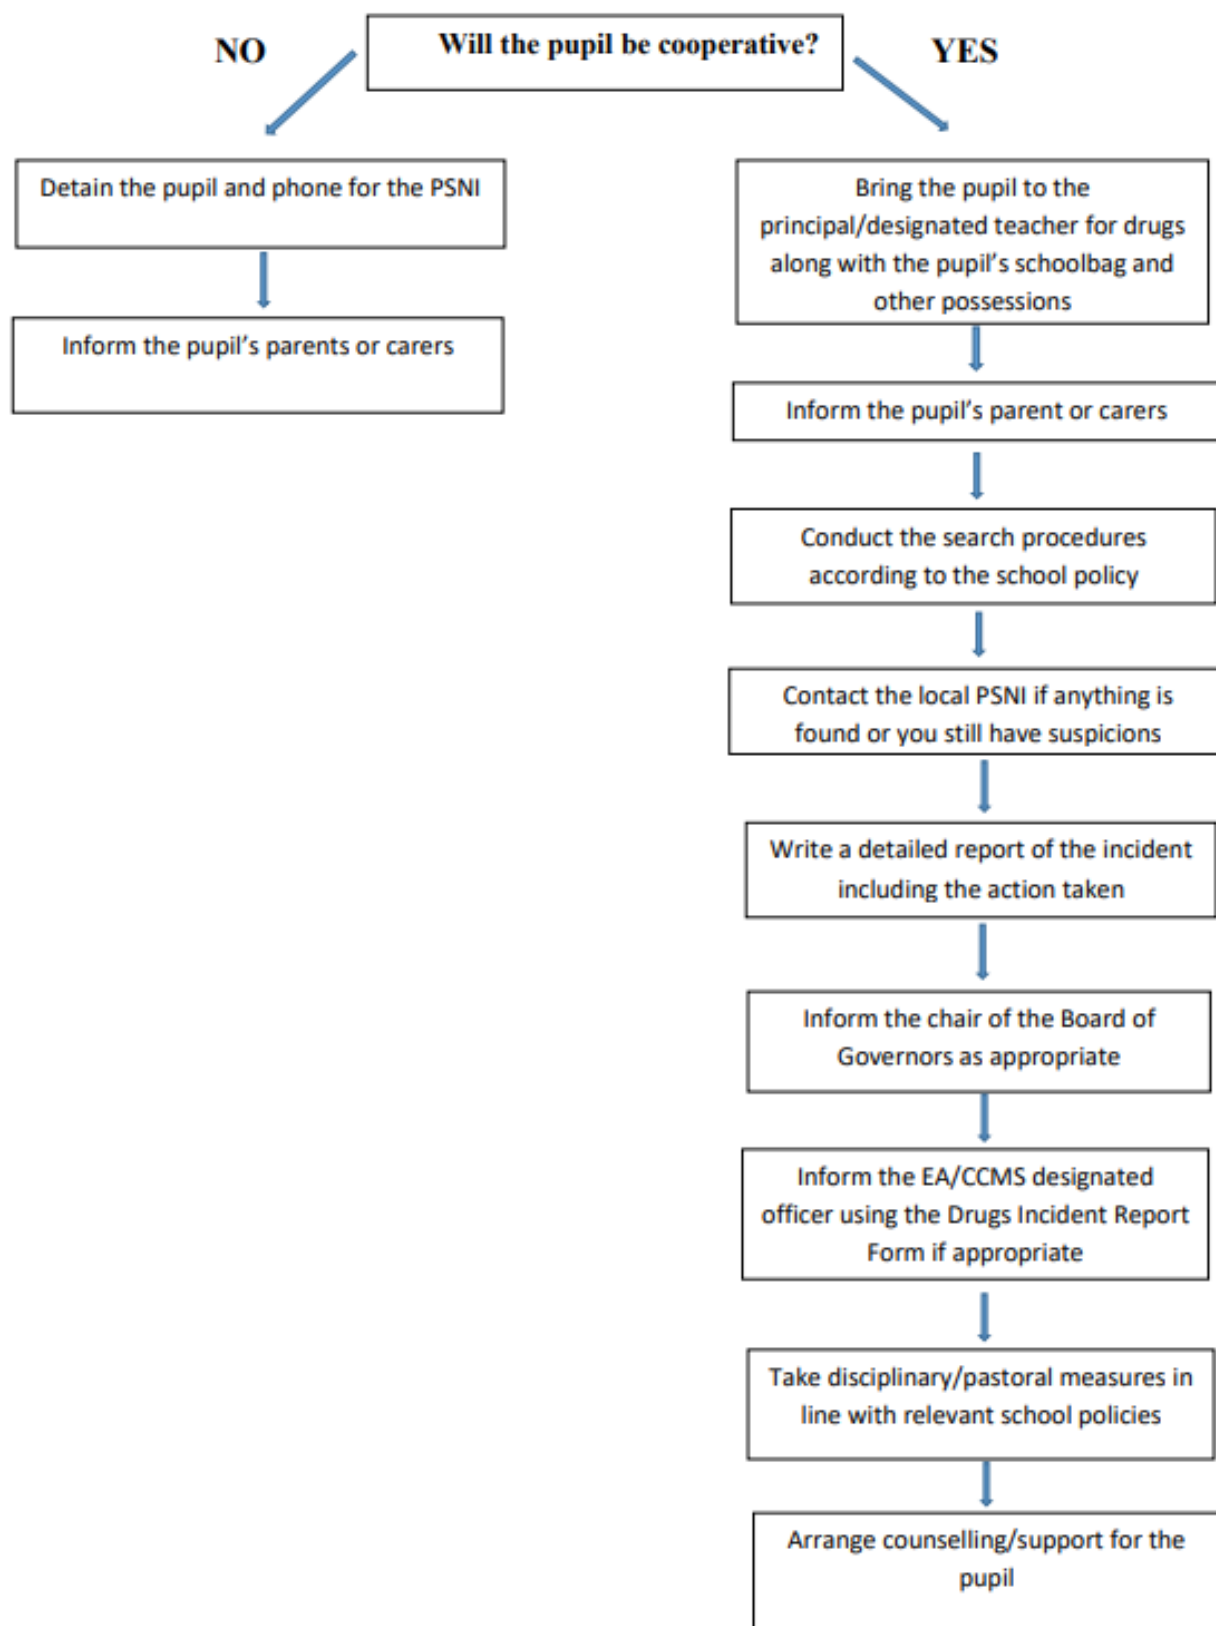 Will the pupil be cooperative?
NO
YES
Detain the pupil and phone for the PSNI
Inform the pupil's parents or carers
Bring the pupil to the
principal/designated teacher for drugs
along with the pupil's schoolbag and
other possessions
Inform the pupil's parent or carers
Conduct the search procedures
according to the school policy
Contact the local PSNI if anything is
found or you still have suspicions
Write a detailed report of the incident
including the action taken
Inform the chair of the Board of
Governors as appropriate
Inform the EA/CCMS designated
officer using the Drugs Incident Report
Form if appropriate
Take disciplinary/pastoral measures in
line with relevant school policies
Arrange counselling/support for the
pupil